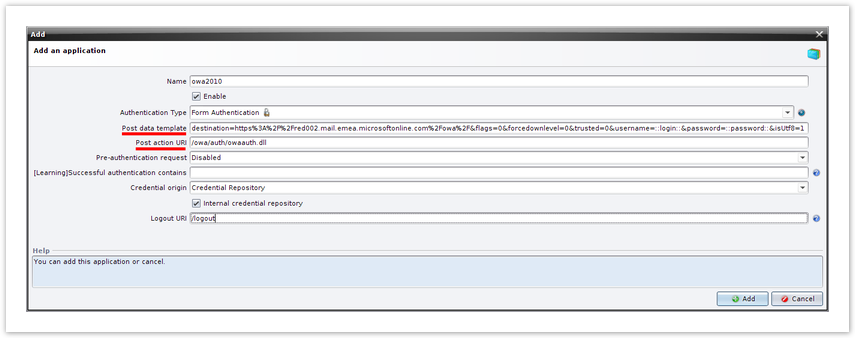 Add
Add an application
Name owa2010
Enable
Authentication Type Form Authentication
Post data template destination=https%3A%2F%2Fred002.mail.emea.microsoftonline.com%2Fowa%2F&flags=0&forcedownlevel=0&trusted=0&username=::login::&password=::password::&isUtf8=1
Post action URI /owa/auth/owaauth.dll
Pre-authentication request Disabled
[Learning]Successful authentication contains
Credential origin Credential Repository
Internal credential repository
Logout URI /logout
Help
You can add this application or cancel.
Add Cancel